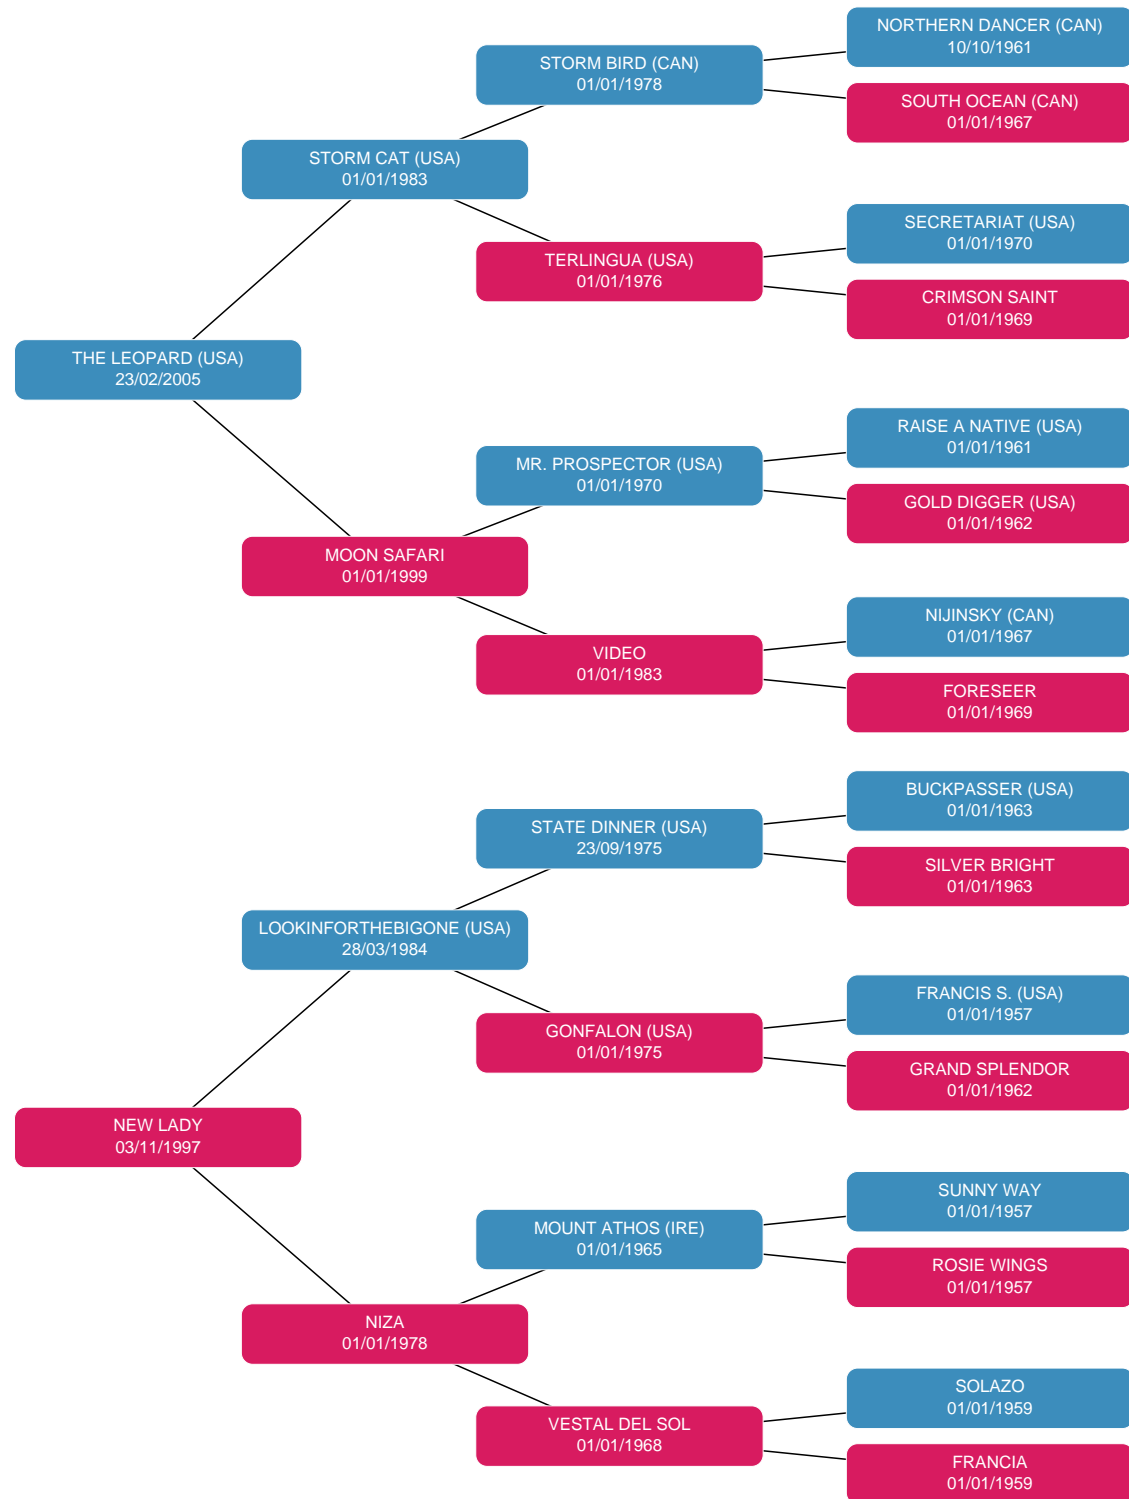 NORTHERN DANCER (CAN)
10/10/1961
STORM BIRD (CAN)
01/01/1978
SOUTH OCEAN (CAN)
01/01/1967
STORM CAT (USA)
01/01/1983
SECRETARIAT (USA)
01/01/1970
TERLINGUA (USA)
01/01/1976
CRIMSON SAINT
01/01/1969
THE LEOPARD (USA)
23/02/2005
RAISE A NATIVE (USA)
01/01/1961
MR. PROSPECTOR (USA)
01/01/1970
GOLD DIGGER (USA)
01/01/1962
MOON SAFARI
01/01/1999
NIJINSKY (CAN)
01/01/1967
VIDEO
01/01/1983
FORESEER
01/01/1969
BUCKPASSER (USA)
01/01/1963
STATE DINNER (USA)
23/09/1975
SILVER BRIGHT
01/01/1963
LOOKINFORTHEBIGONE (USA)
28/03/1984
FRANCIS S. (USA)
01/01/1957
GONFALON (USA)
01/01/1975
GRAND SPLENDOR
01/01/1962
NEW LADY
03/11/1997
SUNNY WAY
01/01/1957
MOUNT ATHOS (IRE)
01/01/1965
ROSIE WINGS
01/01/1957
NIZA
01/01/1978
SOLAZO
01/01/1959
VESTAL DEL SOL
01/01/1968
FRANCIA
01/01/1959